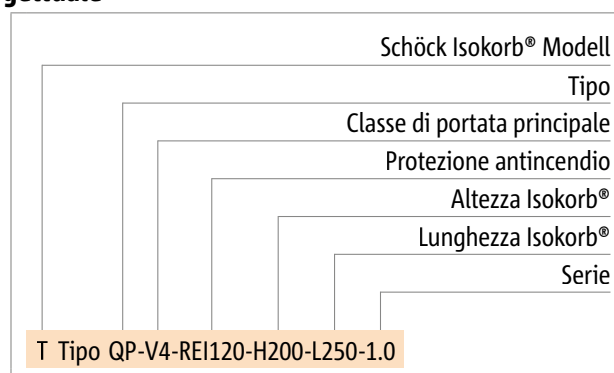 Schöck Isokorb® Modell
Tipo
Classe di portata principale
Protezione antincendio
Altezza Isokorb®
Lunghezza Isokorb®
Serie
T Tipo QP-V4-REI120-H200-L250-1.0